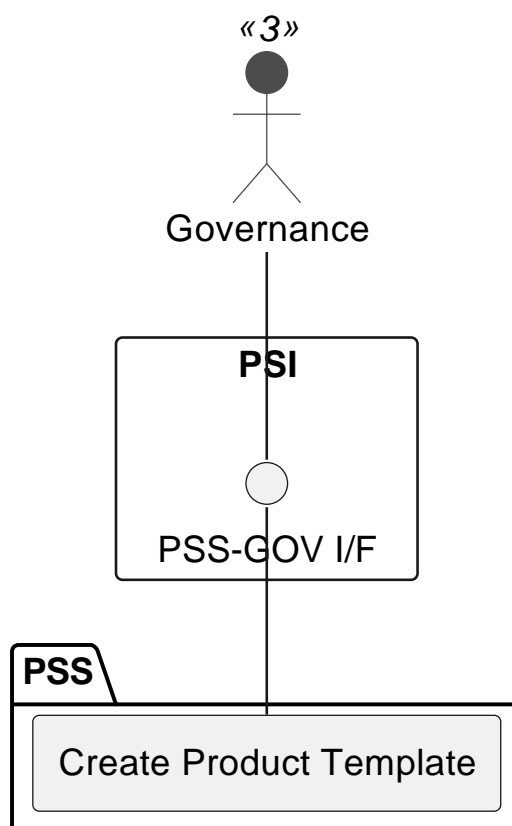 «3»
Governance
PSI
PSS-GOV I/F
PSS
Create Product Template